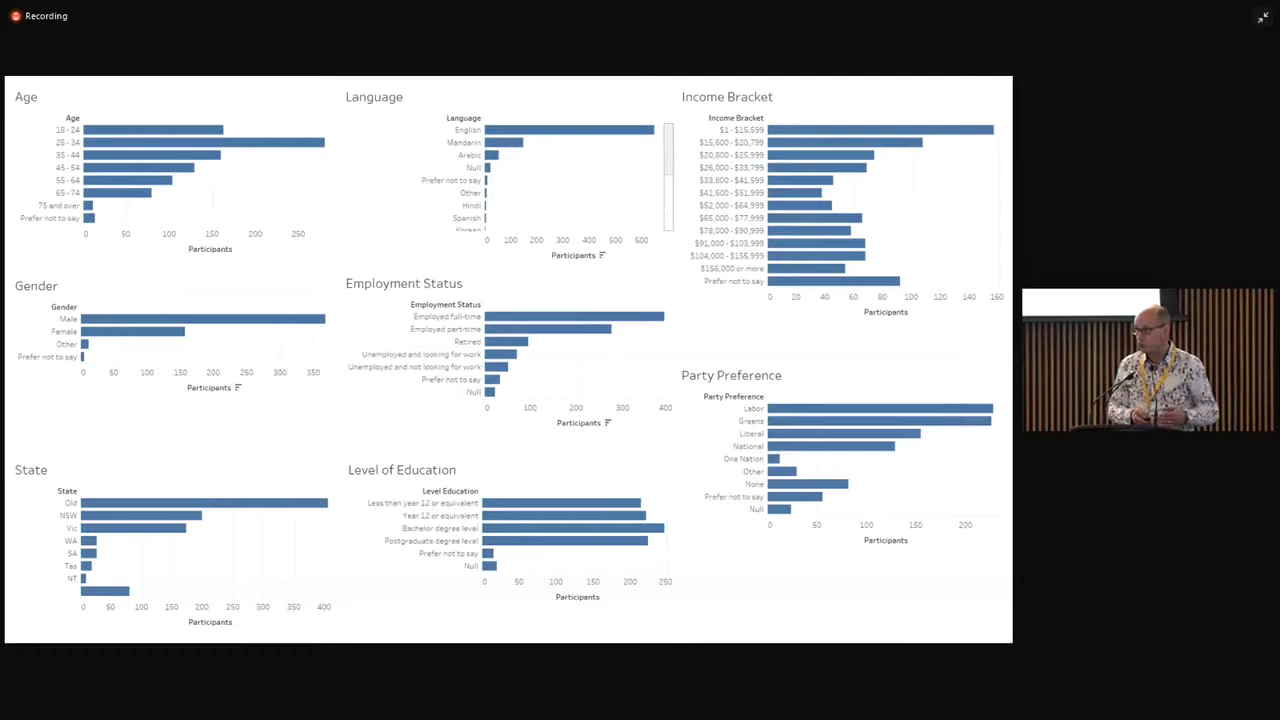 Recording
Age
Age
18 - 24
25 - 34
35 - 44
45 - 54
55 - 64
65 - 74
75 and over
Prefer not to say
0 50 100 150 200 250
Participants
Gender
Gender
Male
Female
Other
Prefer not to say
0 50 100 150 200 250 300 350
Participants
State
State
Qld
NSW
Vic
WA
SA
Tas
NT
0 50 100 150 200 250 300 350 400
Participants
Language
Language
English
Mandarin
Arabic
Null
Prefer not to say
Other
Hindi
Spanish
Korean
0 100 200 300 400 500 600
Participants
Employment Status
Employment Status
Employed full-time
Employed part-time
Retired
Unemployed and looking for work
Unemployed and not looking for work
Prefer not to say
Null
0 100 200 300 400
Participants
Level of Education
Level Education
Less than year 12 or equivalent
Year 12 or equivalent
Bachelor degree level
Postgraduate degree level
Prefer not to say
Null
0 50 100 150 200 250
Participants
Income Bracket
Income Bracket
$1 - $15,599
$15,600 - $20,799
$20,800 - $25,999
$26,000 - $33,799
$33,800 - $41,599
$41,600 - $51,999
$52,000 - $64,999
$65,000 - $77,999
$78,000 - $90,999
$91,000 - $103,999
$104,000 - $155,999
$156,000 or more
Prefer not to say
0 20 40 60 80 100 120 140 160
Participants
Party Preference
Party Preference
Labor
Greens
Liberal
National
One Nation
Other
None
Prefer not to say
Null
0 50 100 150 200
Participants